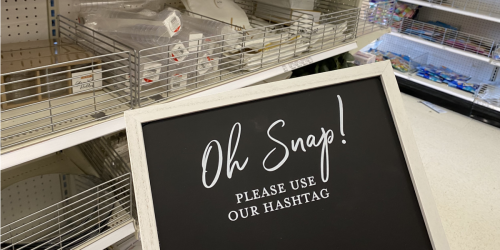 Oh Snap!
PLEASE USE
OUR HASHTAG